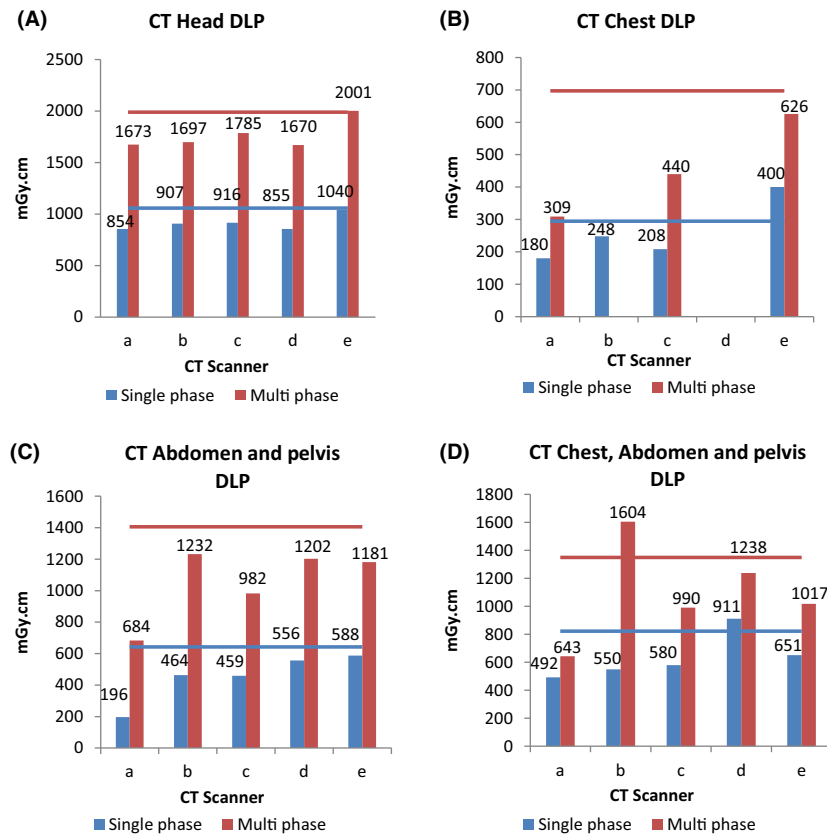 (A)
CT Head DLP
2500
2000
1500
1000
500
0
mGy.cm
1673 1697 1785 1670 2001
854 907 916 855 1040
a b c d e
CT Scanner
Single phase Multi phase
(B)
CT Chest DLP
800
700
600
500
400
300
200
100
0
mGy.cm
180 309 248 208 440 400 626
a b c d e
CT Scanner
Single phase Multi phase
(C)
CT Abdomen and pelvis
DLP
1600
1400
1200
1000
800
600
400
200
0
mGy.cm
684 1232 982 1202 1181
196 464 459 556 588
a b c d e
CT Scanner
Single phase Multi phase
(D)
CT Chest, Abdomen and pelvis
DLP
1800
1600
1400
1200
1000
800
600
400
200
0
mGy.cm
643 1604 990 1238 1017
492 550 580 911 651
a b c d e
CT Scanner
Single phase Multi phase